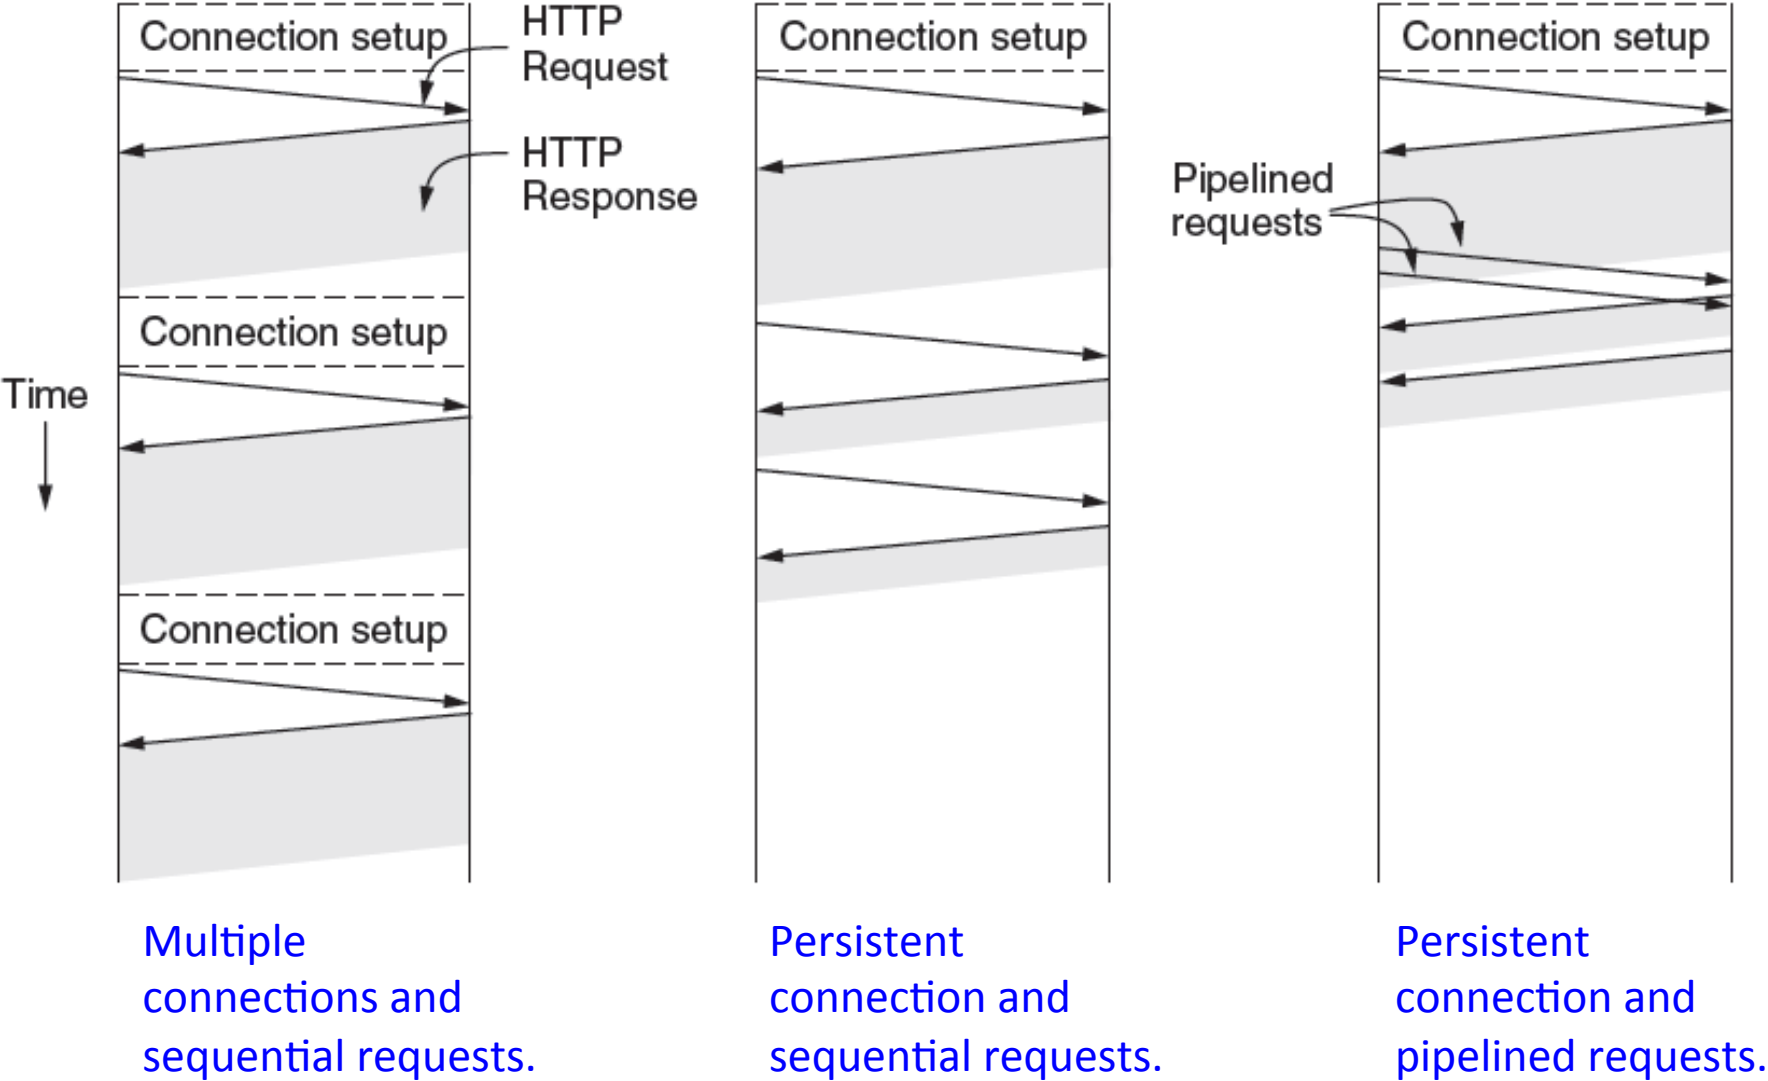 Connection setup
HTTP
Request
HTTP
Response
Connection setup
Time
Connection setup
Multiple
connections and
sequential requests.
Connection setup
Persistent
connection and
sequential requests.
Connection setup
Pipelined
requests
Persistent
connection and
pipelined requests.